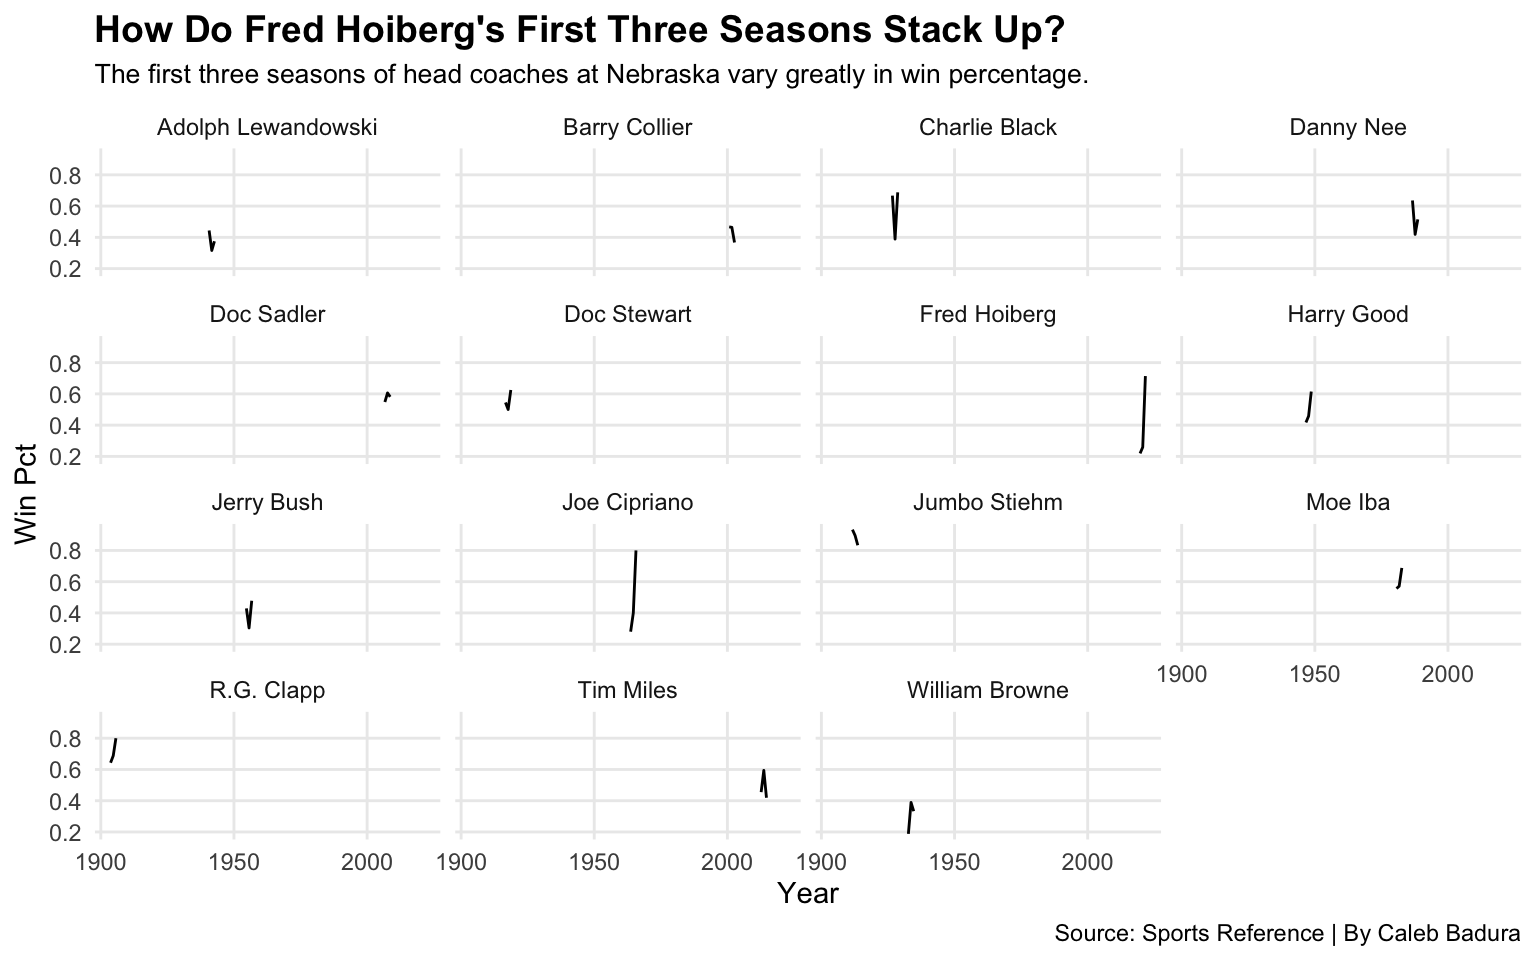 How Do Fred Hoiberg's First Three Seasons Stack Up?
The first three seasons of head coaches at Nebraska vary greatly in win percentage.
Adolph Lewandowski
Barry Collier
Charlie Black
Danny Nee
0.8
0.6
0.4
0.2
Doc Sadler
Doc Stewart
Fred Hoiberg
Harry Good
0.8
0.6
0.4
0.2
Win Pct
Jerry Bush
Joe Cipriano
Jumbo Stiehm
Moe Iba
0.8
0.6
0.4
0.2
1900 1950 2000
R.G. Clapp
Tim Miles
William Browne
0.8
0.6
0.4
0.2
1900 1950 2000 1900 1950 2000 1900 1950 2000
Year
Source: Sports Reference | By Caleb Badura